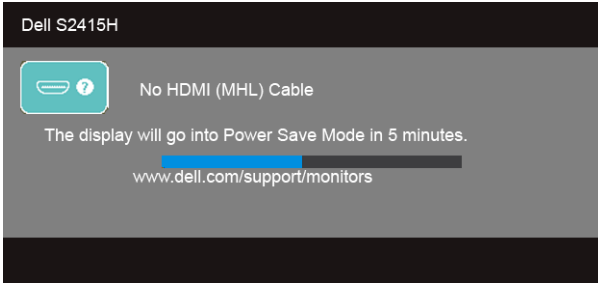 Dell S2415H
?
No HDMI (MHL) Cable
The display will go into Power Save Mode in 5 minutes.
www.dell.com/support/monitors